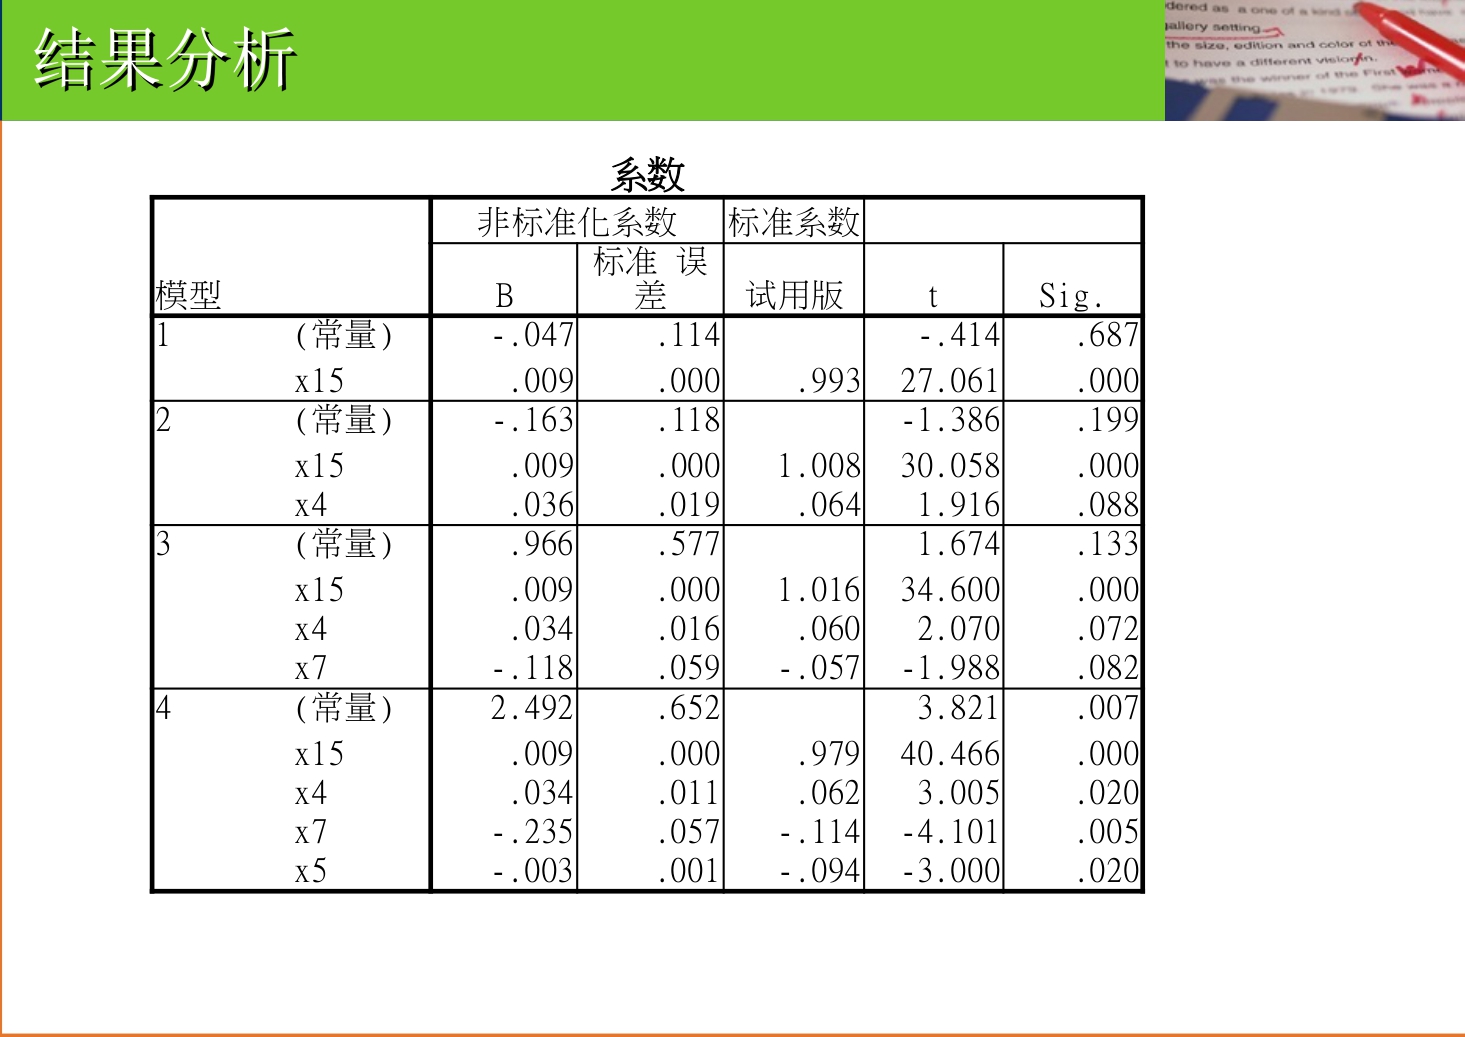 结果分析
dered as a one of a kind
gallery setting
the size, edition and color of the
to have a different vision in.
was the winner of the First
in 1979. She was a
系数
非标准化系数 标准系数
模型 B 标准 误差 试用版 t Sig.
1 (常量) -.047 .114 -.414 .687
x15 .009 .000 .993 27.061 .000
2 (常量) -.163 .118 -1.386 .199
x15 .009 .000 1.008 30.058 .000
x4 .036 .019 .064 1.916 .088
3 (常量) .966 .577 1.674 .133
x15 .009 .000 1.016 34.600 .000
x4 .034 .016 .060 2.070 .072
x7 -.118 .059 -.057 -1.988 .082
4 (常量) 2.492 .652 3.821 .007
x15 .009 .000 .979 40.466 .000
x4 .034 .011 .062 3.005 .020
x7 -.235 .057 -.114 -4.101 .005
x5 -.003 .001 -.094 -3.000 .020